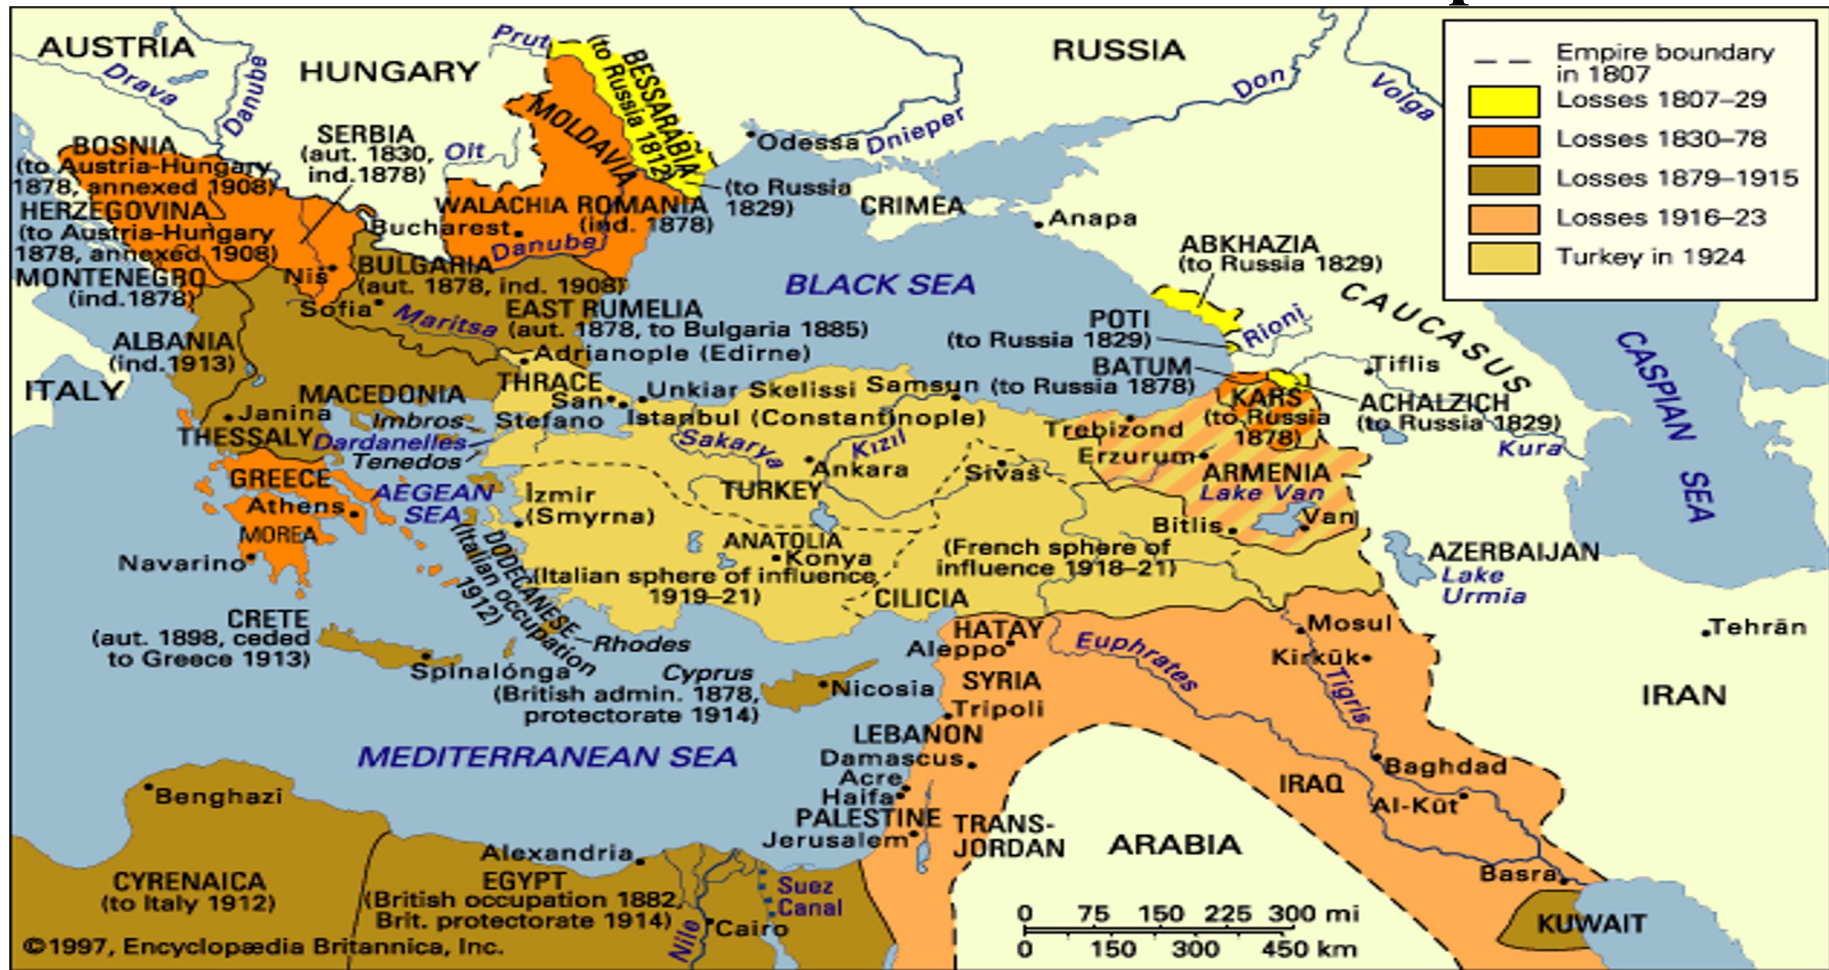 AUSTRIA
Drava
Danube
HUNGARY
Prut
BESSARABIA
(to Russia 1812)
RUSSIA
Don
Volga
Empire boundary
in 1807
Losses 1807–29
Losses 1830–78
Losses 1879–1915
Losses 1916–23
Turkey in 1924
BOSNIA
(to Austria-Hungary
1878, annexed 1908)
HERZEGOVINA
(to Austria-Hungary
1878, annexed 1908)
MONTENEGRO
(ind.1878)
SERBIA
(aut. 1830,
ind.1878)
Olt
MOLDAVIA
Odessa
Dnieper
(to Russia
1829)
CRIMEA
Anapa
WALACHIA
ROMANIA
(ind. 1878)
Bucharest
Danube
Niš
BULGARIA
(aut. 1878, ind. 1908)
Sofia
Maritsa
EAST RUMELIA
(aut. 1878, to Bulgaria 1885)
BLACK SEA
ABKHAZIA
(to Russia 1829)
CAUCASUS
POTI
(to Russia 1829)
Rioni
BATUM
(to Russia 1878)
Tiflis
CASPIAN SEA
ALBANIA
(ind.1913)
ITALY
Adrianople (Edirne)
MACEDONIA
THRACE
San
Stefano
Unkiar Skelissi
Samsun
Istanbul (Constantinople)
KARS
(to Russia
1878)
ACHALZICH
(to Russia 1829)
Kura
Janina
Imbros
THESSALY
Dardanelles
Tenedos
Sakarya
Kızıl
Trebizond
Erzurum
ARMENIA
Lake Van
Ankara
Sivas
GREECE
Athens
MOREA
Navarino
AEGEAN
SEA
İzmir
(Smyrna)
TURKEY
Bitlis
Van
ANATOLIA
Konya
(Italian sphere of influence
1919–21)
(French sphere of
influence 1918–21)
CILICIA
AZERBAIJAN
Lake
Urmia
DODECANESE
(Italian occupation
1912)
Rhodes
CRETE
(aut. 1898, ceded
to Greece 1913)
Spinalónga
Cyprus
(British admin. 1878,
protectorate 1914)
Nicosia
HATAY
Aleppo
SYRIA
Tripoli
Euphrates
Mosul
Kirkūk
Tigris
Tehrān
IRAN
MEDITERRANEAN SEA
LEBANON
Damascus
Acre
Haifa
PALESTINE
Jerusalem
TRANS-
JORDAN
ARABIA
IRAQ
Baghdad
Al-Kūt
Basra
KUWAIT
Benghazi
CYRENAICA
(to Italy 1912)
Alexandria
EGYPT
(British occupation 1882,
Brit. protectorate 1914)
Suez
Canal
Nile
Cairo
0 75 150 225 300 mi
0 150 300 450 km
©1997, Encyclopædia Britannica, Inc.